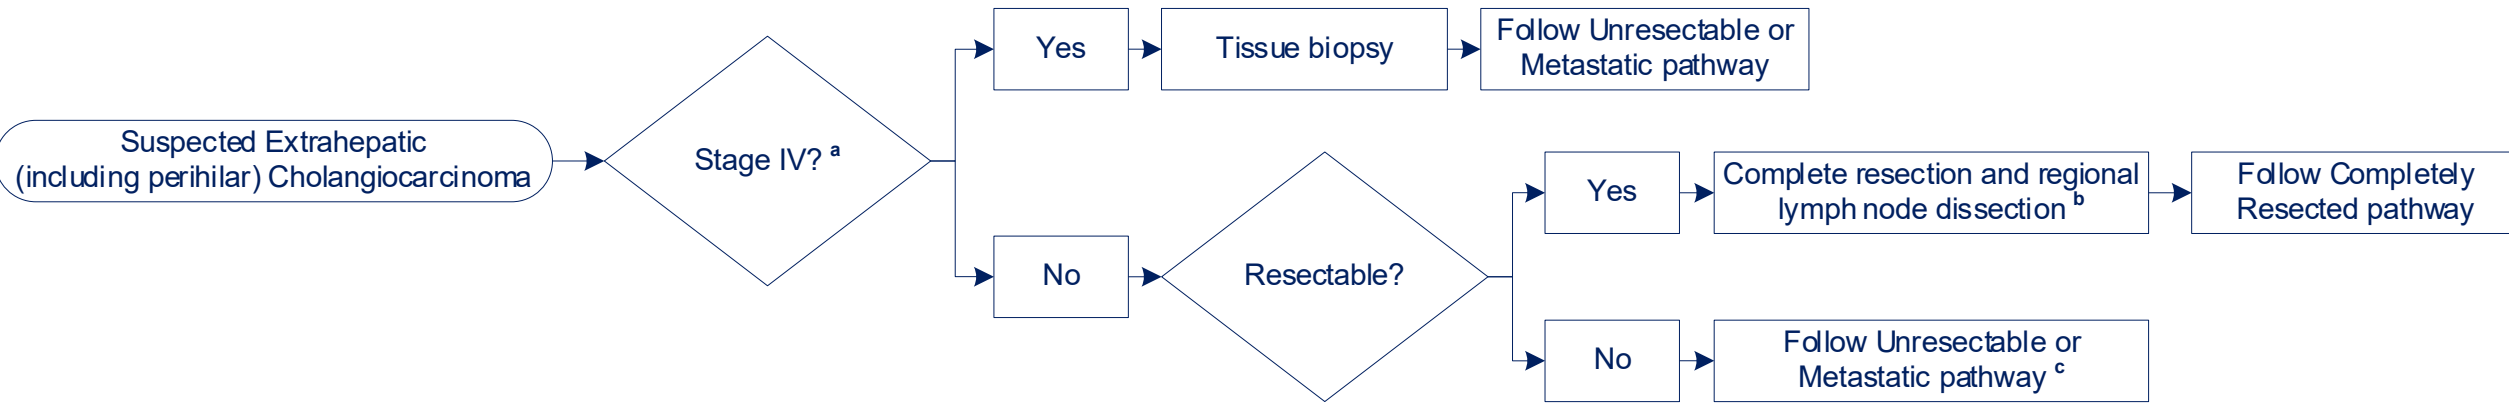 Suspected Extrahepatic
(including perihilar) Cholangiocarcinoma
Stage IV? a
Yes
Tissue biopsy
Follow Unresectable or
Metastatic pathway
No
Resectable?
Yes
Complete resection and regional
lymph node dissection b
Follow Completely
Resected pathway
No
Follow Unresectable or
Metastatic pathway c